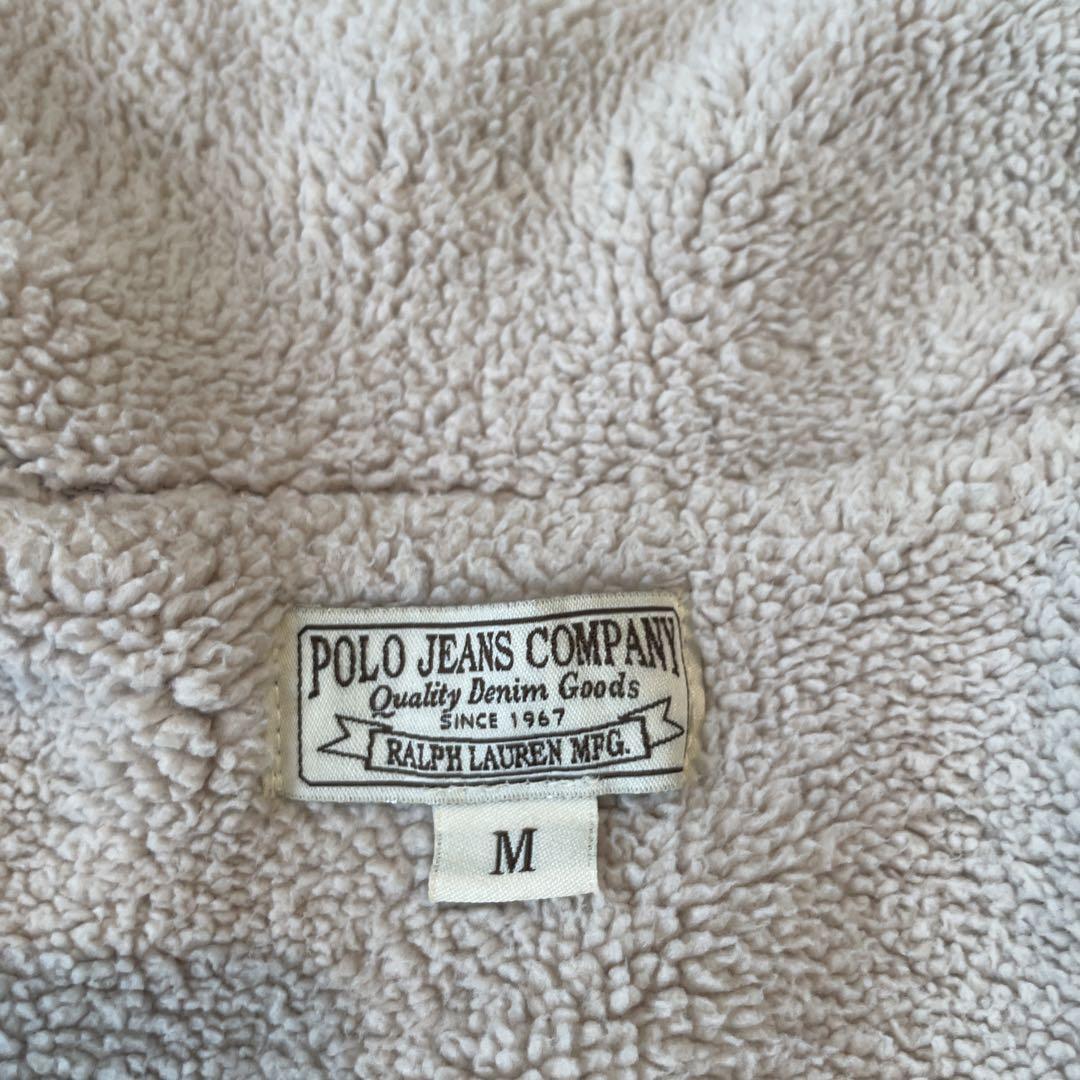 POLO JEANS COMPANY
Quality Denim Goods
SINCE 1967
RALPH LAUREN MFG.
M